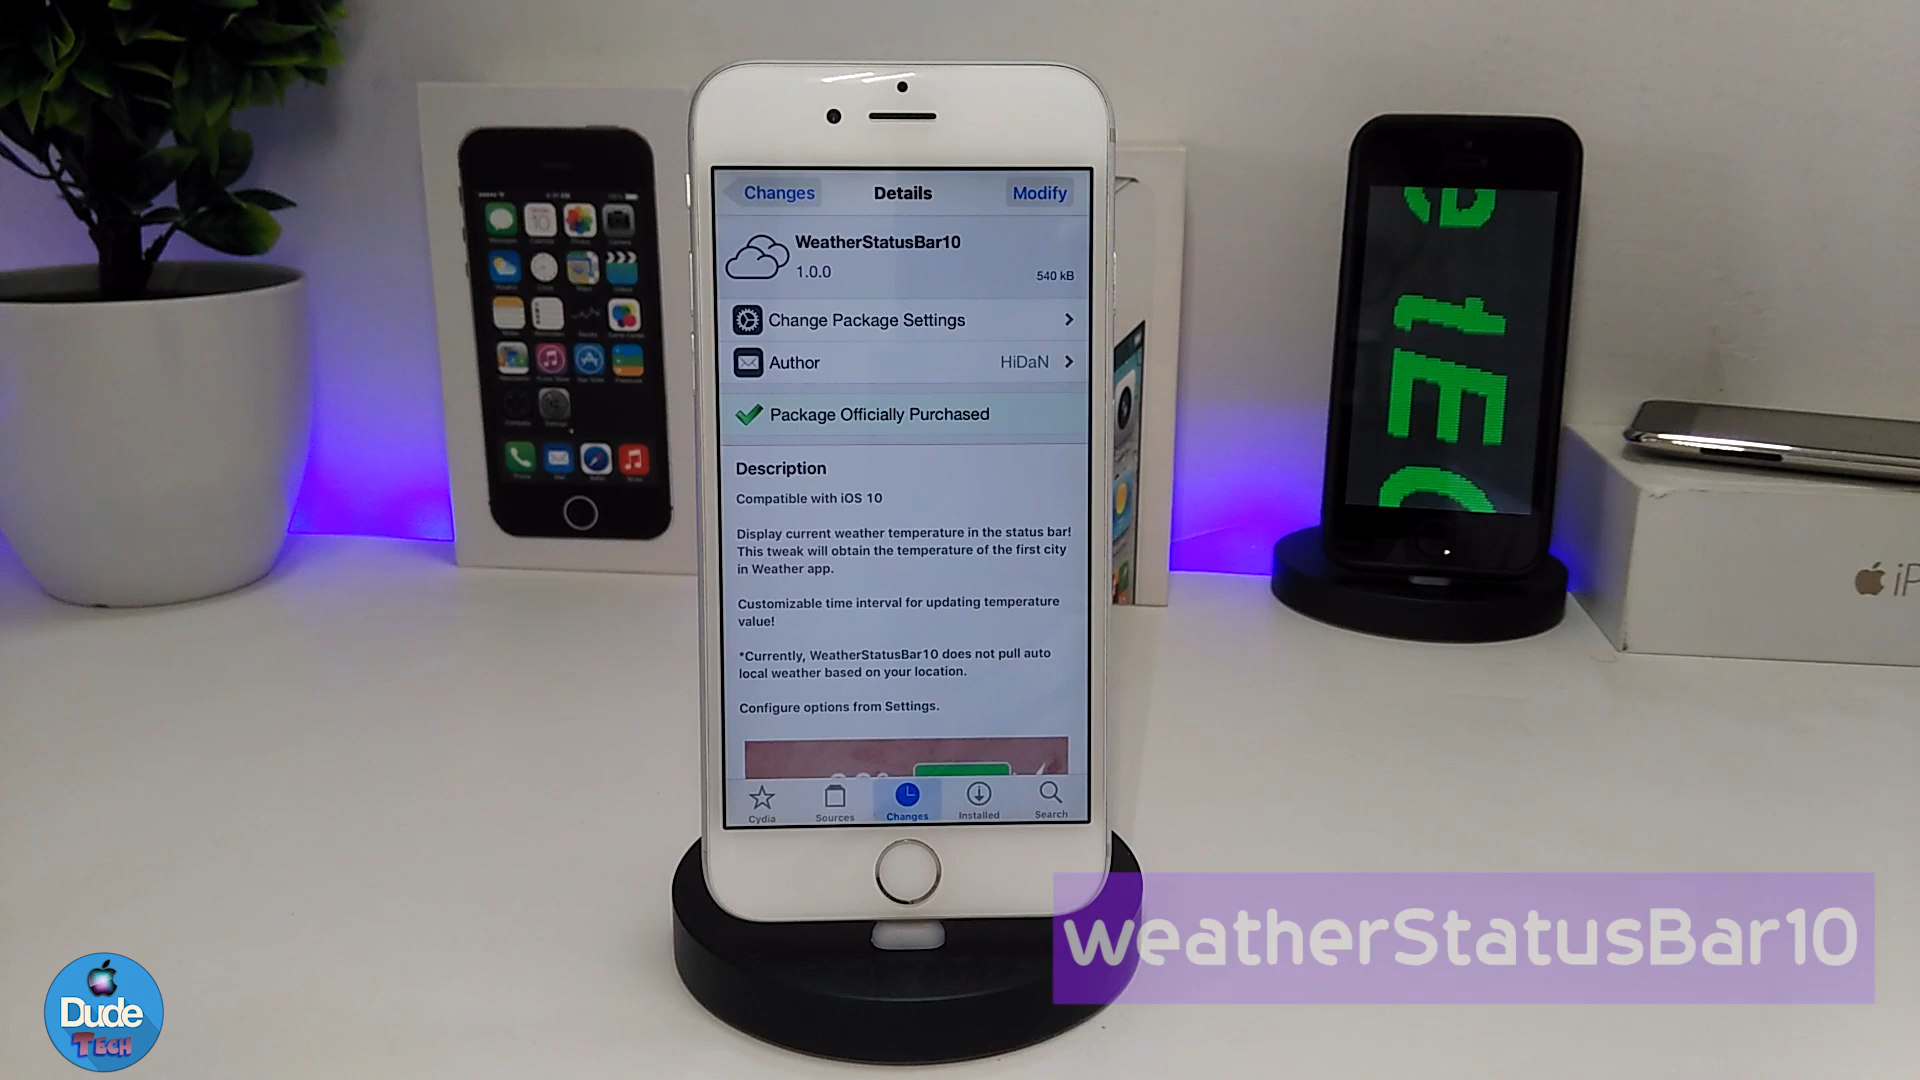 Changes
Details
Modify
WeatherStatusBar10
1.0.0
540 kB
Change Package Settings
Author
HiDaN
Package Officially Purchased
Description
Compatible with iOS 10
Display current weather temperature in the status bar!
This tweak will obtain the temperature of the first city
in Weather app.
Customizable time interval for updating temperature
value!
*Currently, WeatherStatusBar10 does not pull auto
local weather based on your location.
Configure options from Settings.
Cydia
Sources
Changes
Installed
Search
e tEC
iP
weatherStatusBar10
Dude
TECH